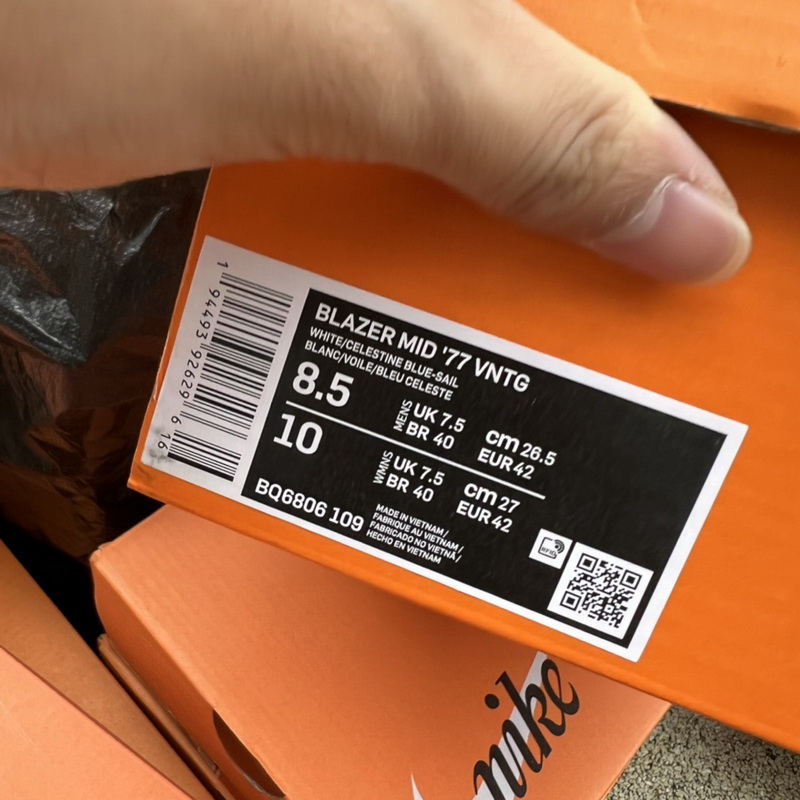 BLAZER MID '77 VNTG
WHITE/CELESTINE BLUE-SAIL
BLANC/VOILE/BLEU CELESTE
8.5
MENS
UK 7.5
BR 40
cm 26.5
EUR 42
10
WMNS
UK 7.5
BR 40
cm 27
EUR 42
BQ6806 109
MADE IN VIETNAM /
FABRIQUE AU VIETNAM /
FABRICADO NO VIETNÃ /
HECHO EN VIETNAM
RFID
1 94493 92629 6 16
nike